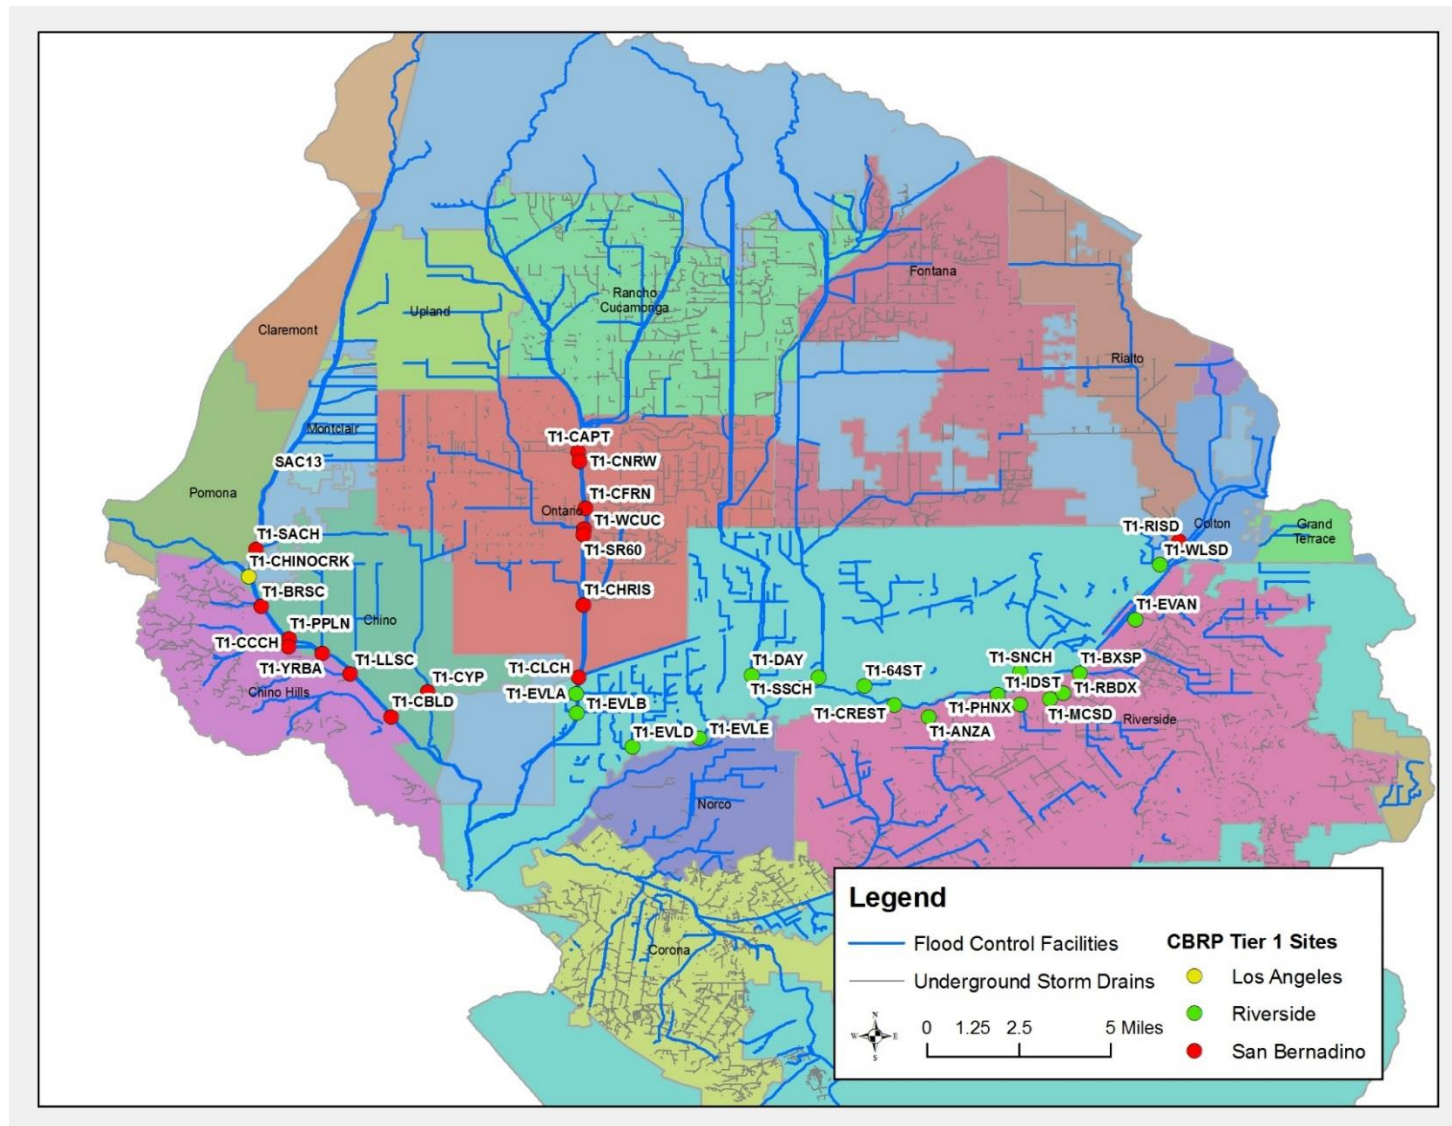 Claremont
Upland
Rancho
Cucamonga
Fontana
Rialto
Montclair
SAC13
Pomona
T1-CAPT
T1-CNRW
T1-CFRN
Ontario
T1-WCUC
T1-SR60
T1-CHRIS
T1-RISD
Colton
Grand
Terrace
T1-WLSD
T1-SACH
T1-CHINOCRK
T1-BRSC
T1-EVAN
T1-PPLN
Chino
T1-CCCH
T1-YRBA
T1-LLSC
T1-CYP
Chino Hills
T1-CBLD
T1-CLCH
T1-EVLA
T1-EVLB
T1-DAY
T1-SSCH
T1-64ST
T1-SNCH
T1-BXSP
T1-IDST
T1-RBDX
T1-CREST
T1-PHNX
T1-MCSD
Riverside
T1-ANZA
T1-EVLD
T1-EVLE
Norco
Corona
Legend
Flood Control Facilities
Underground Storm Drains
N
W E
S
0 1.25 2.5 5 Miles
CBRP Tier 1 Sites
Los Angeles
Riverside
San Bernadino